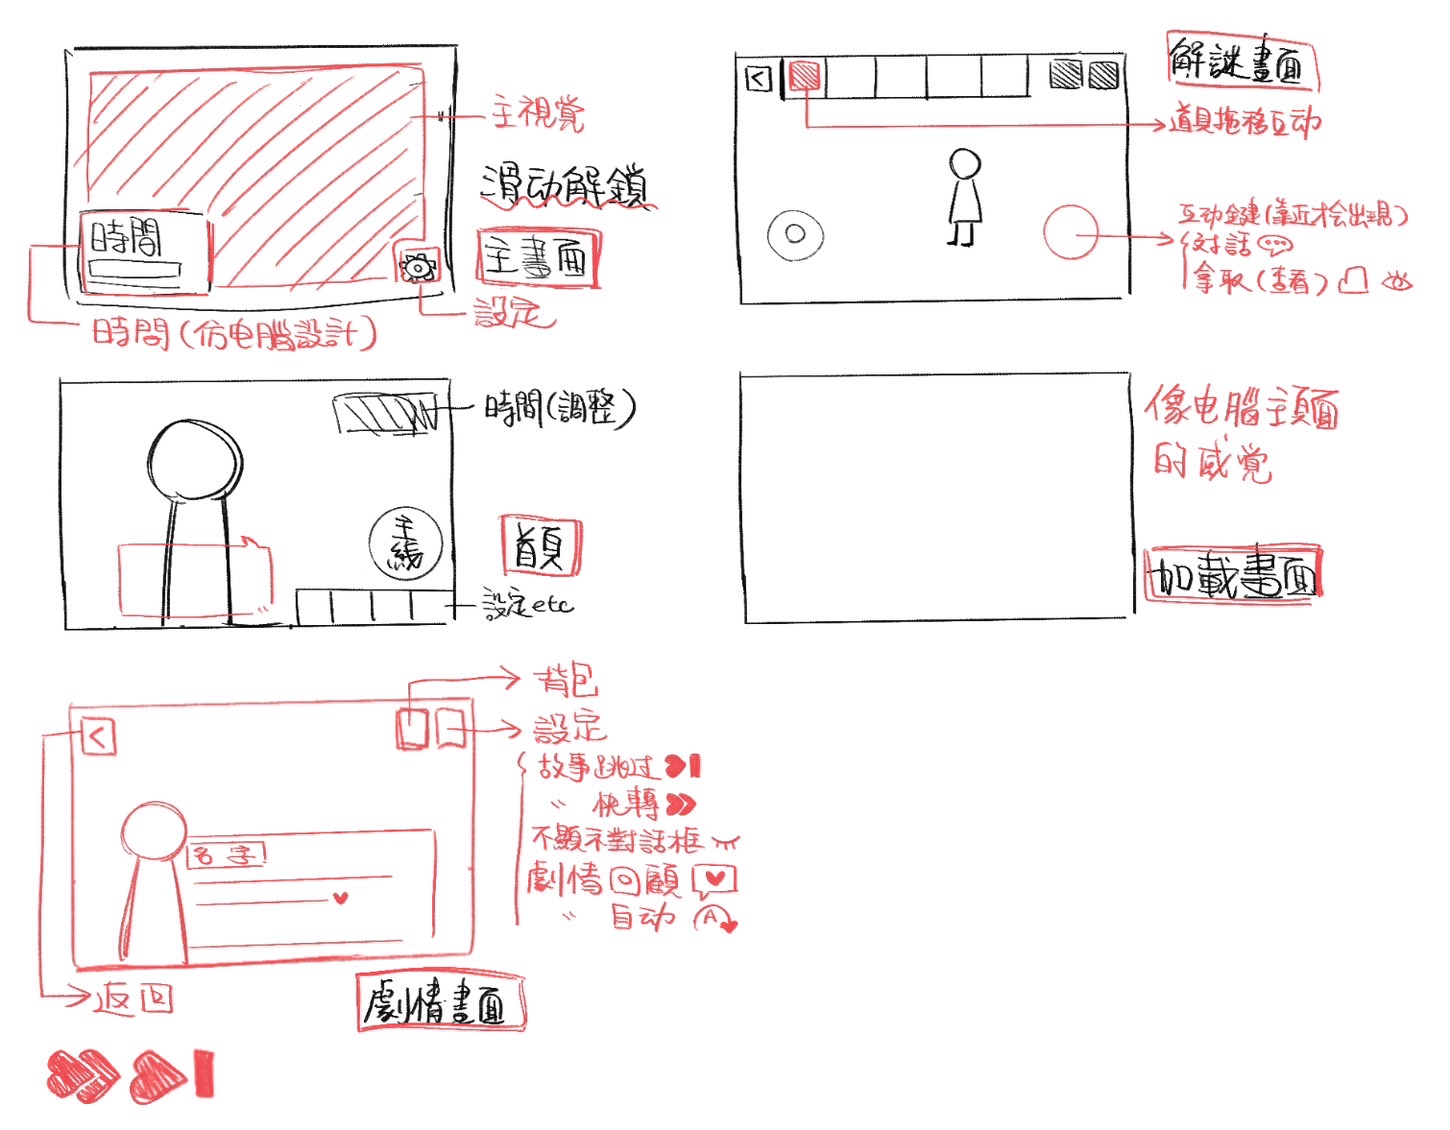 主視覚
滑动解鎖
時間
主畫面
設定
時間(仿电腦設計)
解謎畫面
道具拖移互动
互动鍵(靠近才会出現)
対話
拿取(查看)
時間(調整)
主
綫
首頁
設定etc
像电腦主頁面
的感覚
加載畫面
背包
設定
故事跳过
〃 快轉
不顯示對話框
劇情回顧
〃 自动 A
名字
返回
劇情畫面